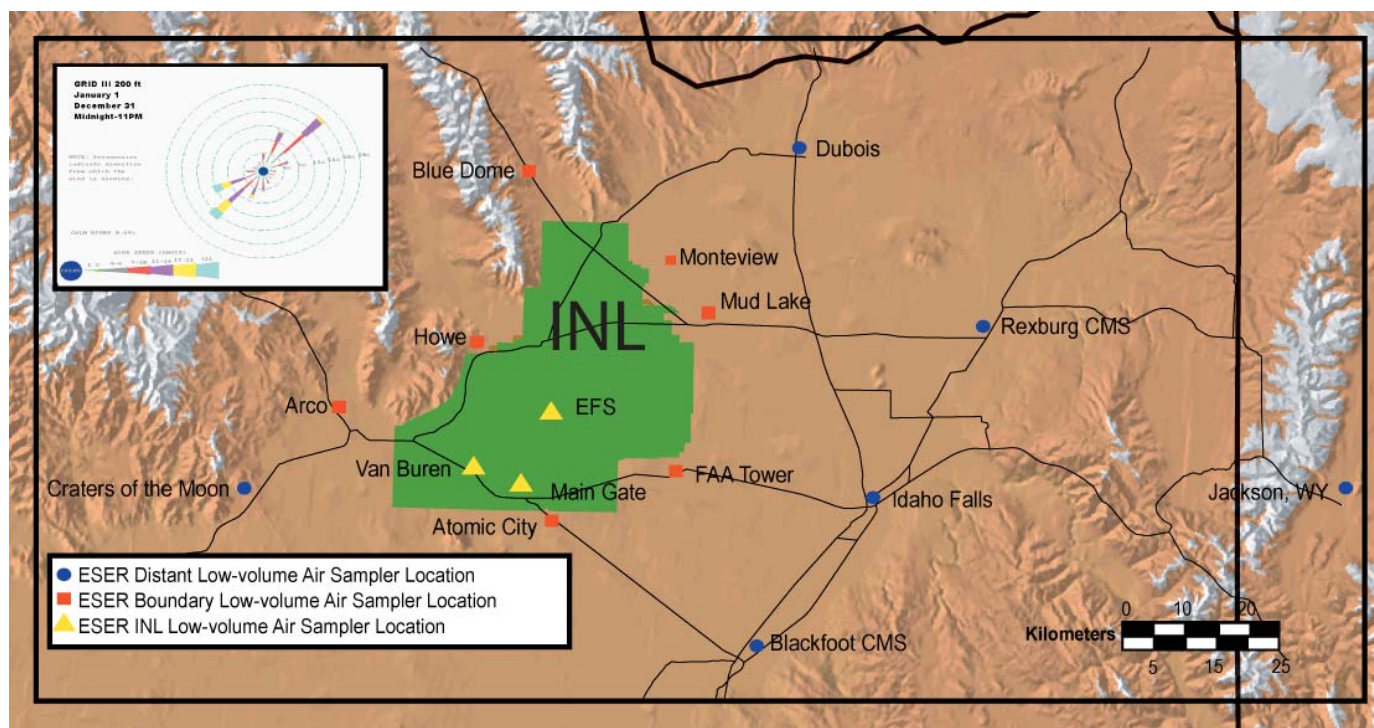 GRID III 200 ft
January 1
December 31
Midnight-11PM
Dubois
Blue Dome
Monteview
Mud Lake
INL
Rexburg CMS
Howe
Arco
EFS
Van Buren
FAA Tower
Craters of the Moon
Main Gate
Idaho Falls
Jackson, WY
Atomic City
ESER Distant Low-volume Air Sampler Location
ESER Boundary Low-volume Air Sampler Location
ESER INL Low-volume Air Sampler Location
0 10 20
Kilometers
5 15 25
Blackfoot CMS